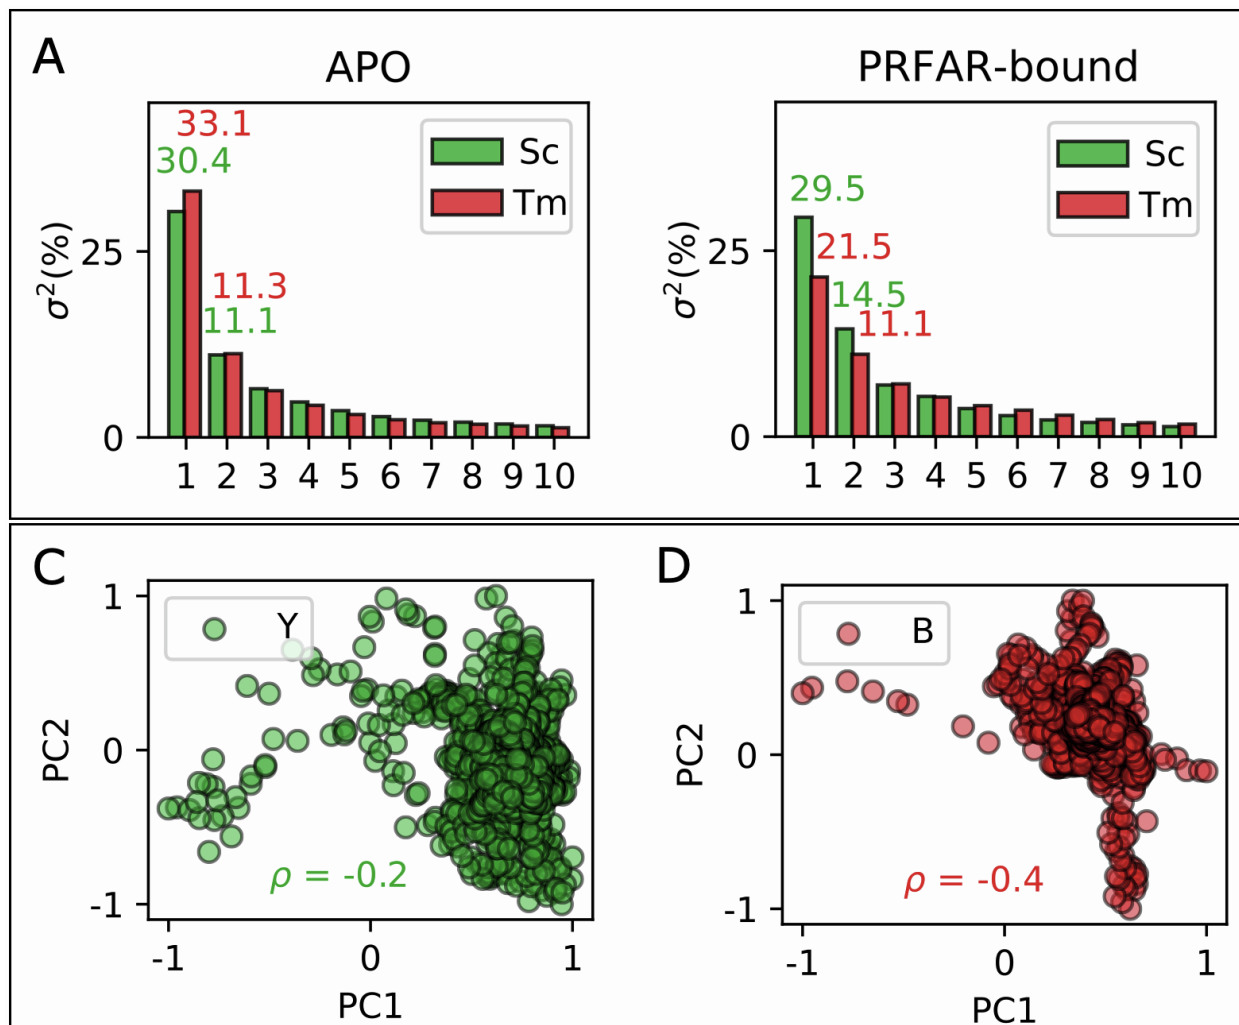 A
APO
33.1
30.4
11.3
11.1
Sc
Tm
σ²(%)
25
0
1 2 3 4 5 6 7 8 9 10
PRFAR-bound
29.5
21.5
14.5
11.1
Sc
Tm
σ²(%)
25
0
1 2 3 4 5 6 7 8 9 10
C
Y
PC2
1
0
-1
ρ = -0.2
-1 0 1
PC1
D
B
PC2
1
0
-1
ρ = -0.4
-1 0 1
PC1